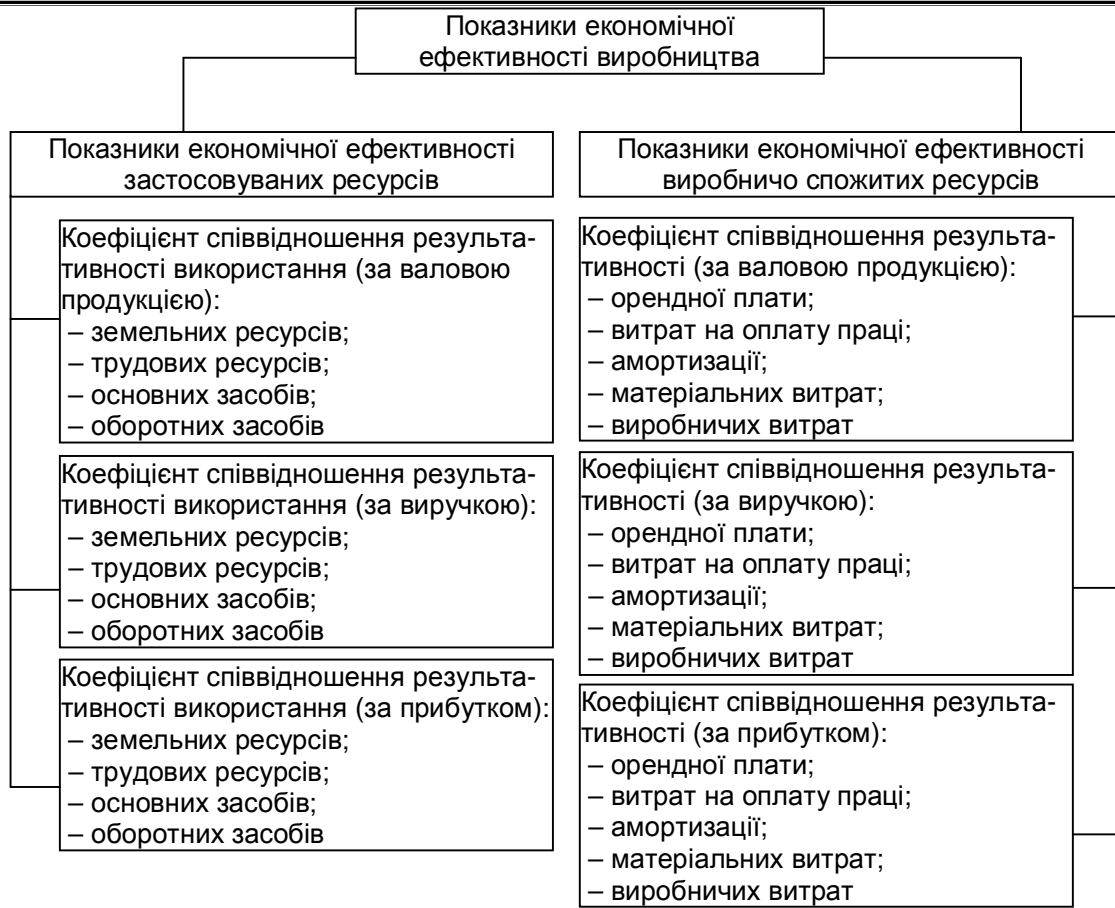 Показники економічної
ефективності виробництва
Показники економічної ефективності
застосовуваних ресурсів
Коефіцієнт співвідношення результа-
тивності використання (за валовою
продукцією):
– земельних ресурсів;
– трудових ресурсів;
– основних засобів;
– оборотних засобів
Коефіцієнт співвідношення результа-
тивності використання (за виручкою):
– земельних ресурсів;
– трудових ресурсів;
– основних засобів;
– оборотних засобів
Коефіцієнт співвідношення результа-
тивності використання (за прибутком):
– земельних ресурсів;
– трудових ресурсів;
– основних засобів;
– оборотних засобів
Показники економічної ефективності
виробничо спожитих ресурсів
Коефіцієнт співвідношення результа-
тивності (за валовою продукцією):
– орендної плати;
– витрат на оплату праці;
– амортизації;
– матеріальних витрат;
– виробничих витрат
Коефіцієнт співвідношення результа-
тивності (за виручкою):
– орендної плати;
– витрат на оплату праці;
– амортизації;
– матеріальних витрат;
– виробничих витрат
Коефіцієнт співвідношення результа-
тивності (за прибутком):
– орендної плати;
– витрат на оплату праці;
– амортизації;
– матеріальних витрат;
– виробничих витрат